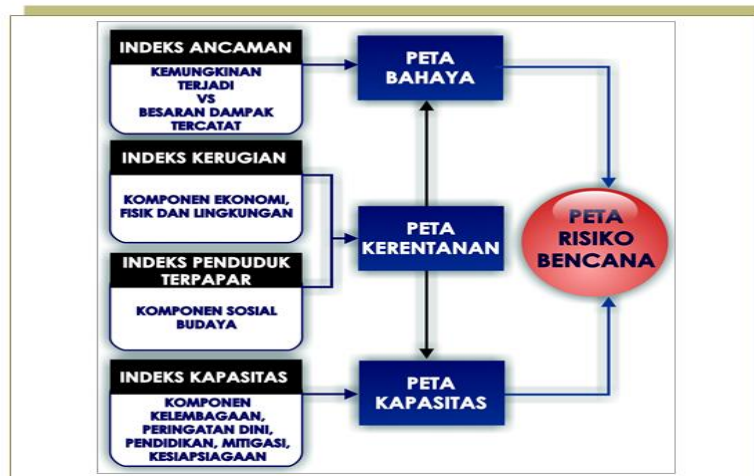 INDEKS ANCAMAN
KEMUNGKINAN
TERJADI
VS
BESARAN DAMPAK
TERCATAT
PETA
BAHAYA
INDEKS KERUGIAN
KOMPONEN EKONOMI,
FISIK DAN LINGKUNGAN
PETA
KERENTANAN
PETA
RISIKO
BENCANA
INDEKS PENDUDUK
TERPAPAR
KOMPONEN SOSIAL
BUDAYA
INDEKS KAPASITAS
KOMPONEN
KELEMBAGAAN,
PERINGATAN DINI,
PENDIDIKAN, MITIGASI,
KESIAPSIAGAAN
PETA
KAPASITAS